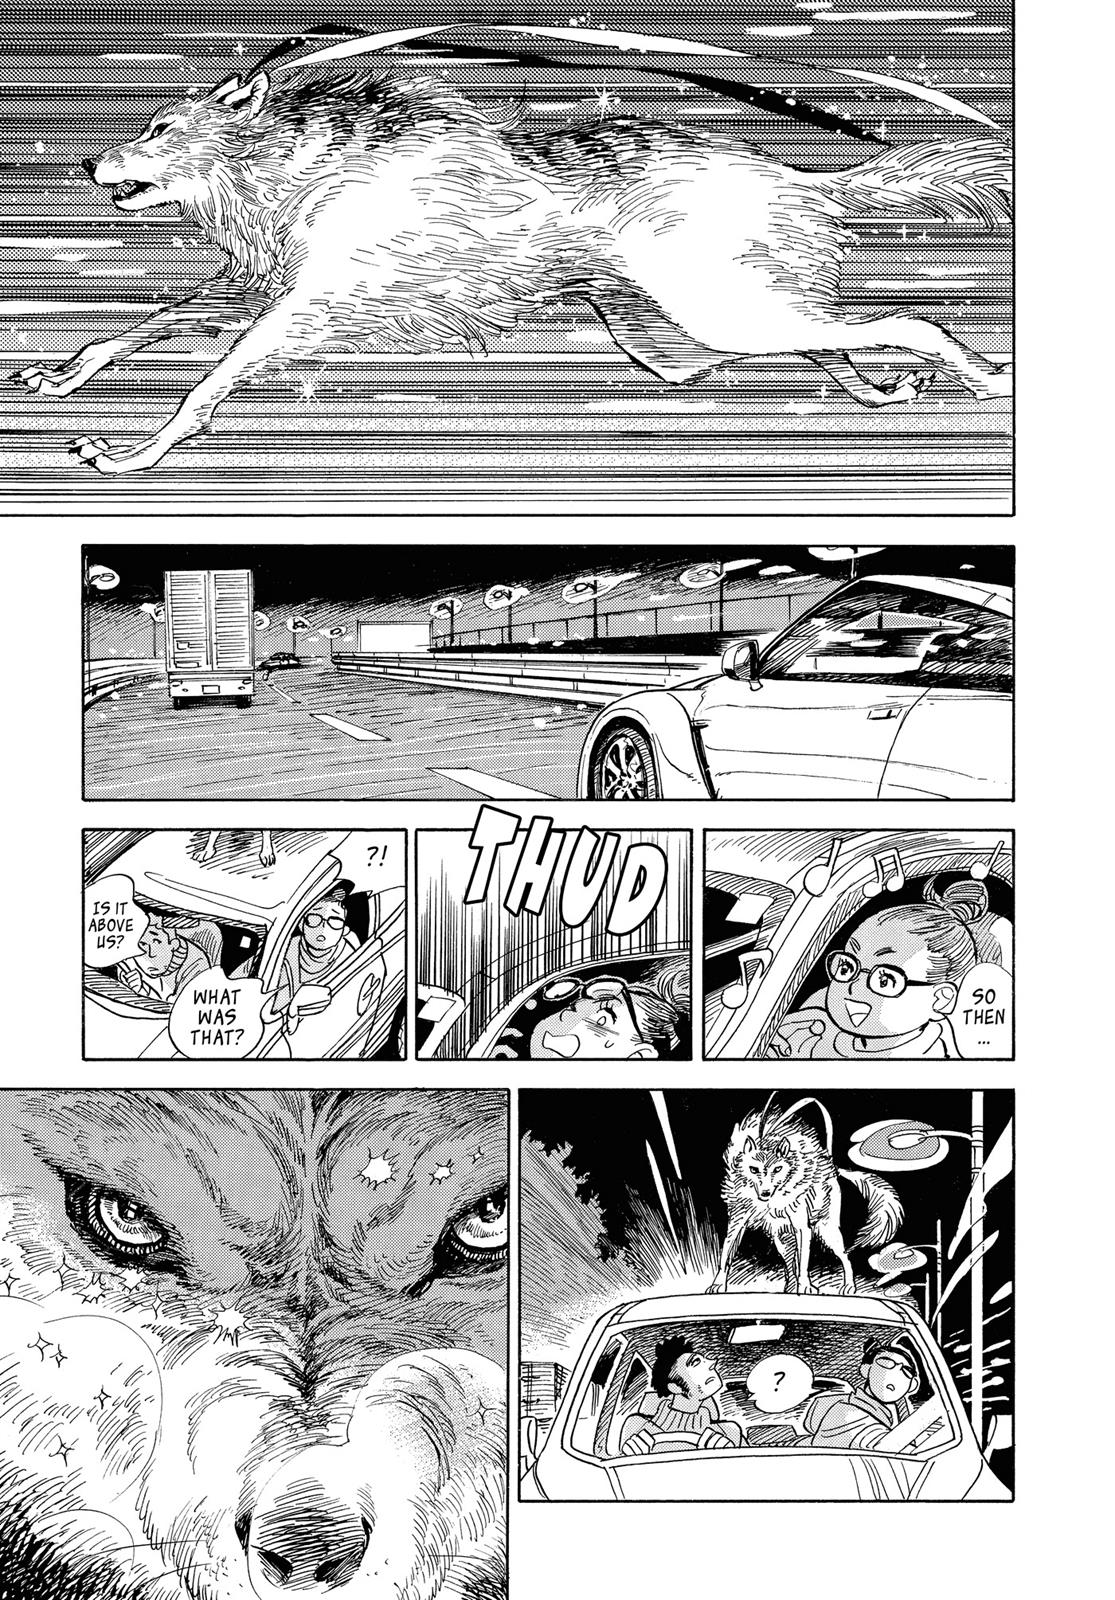 SO
THEN
...
THUD
?!
WHAT
WAS
THAT?
IS IT
ABOVE
US?
?